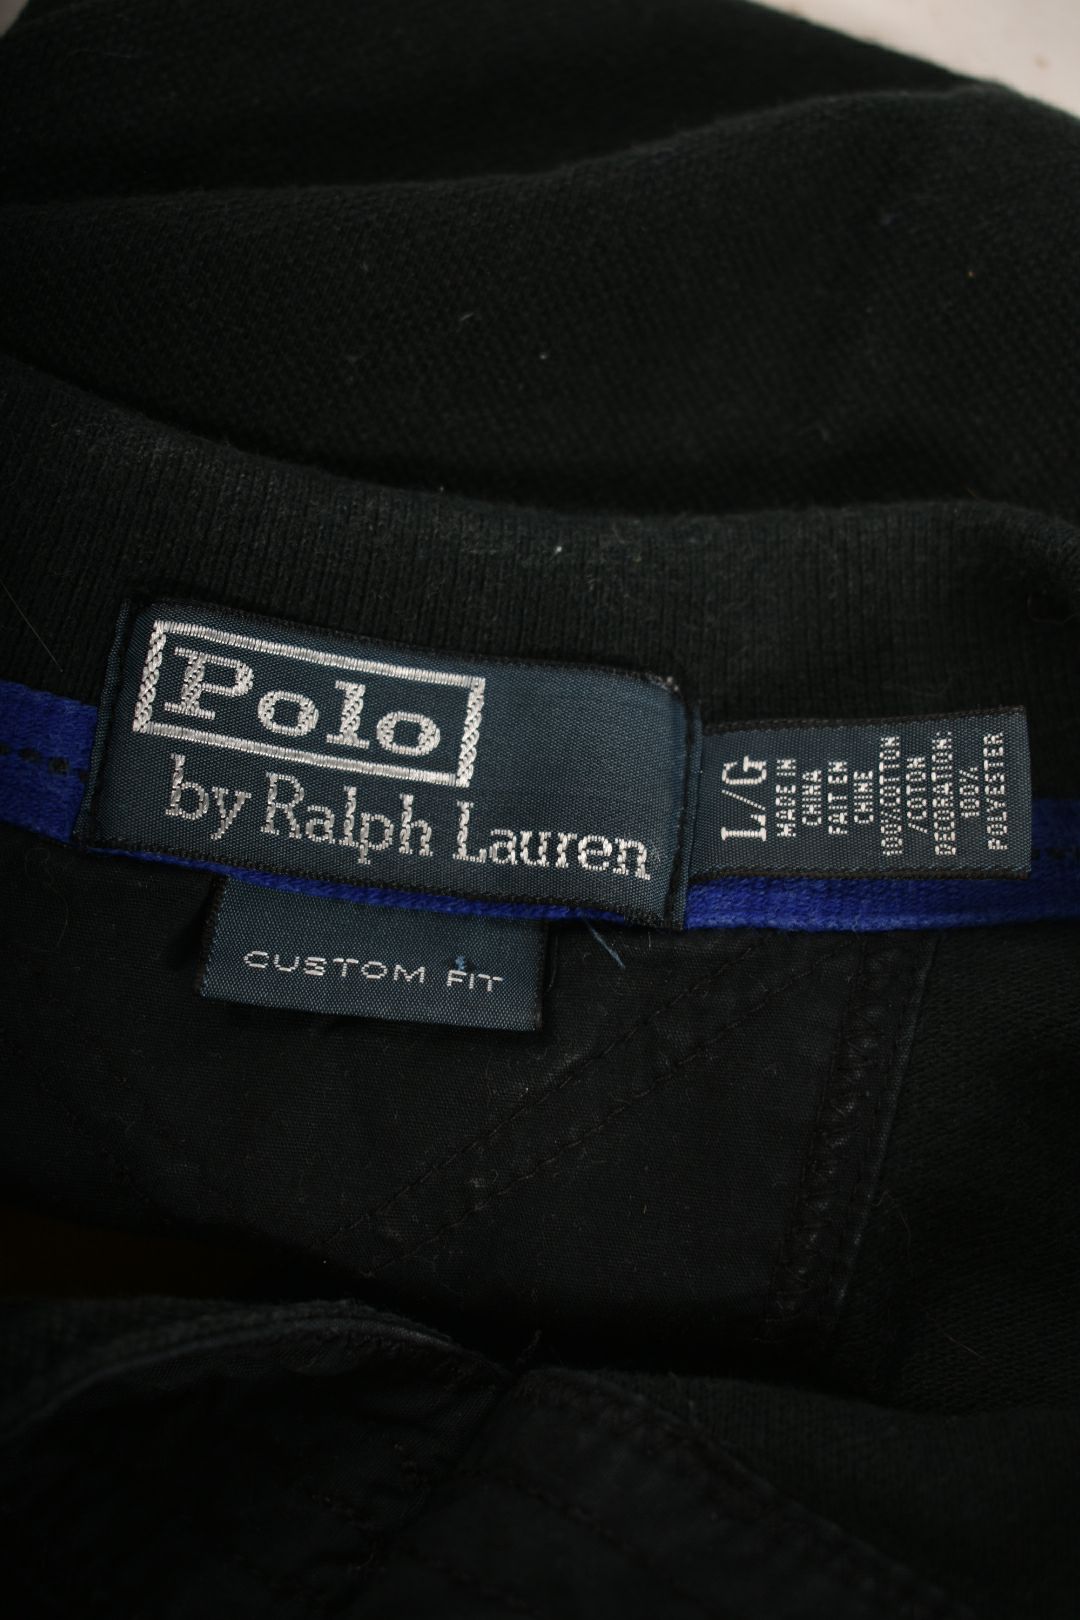 Polo
by Ralph Lauren
CUSTOM FIT
L/G
MADE IN
CHINA
FAIT EN
CHINE
100%COTTON
/COTON
DECORATION:
100%
POLYESTER